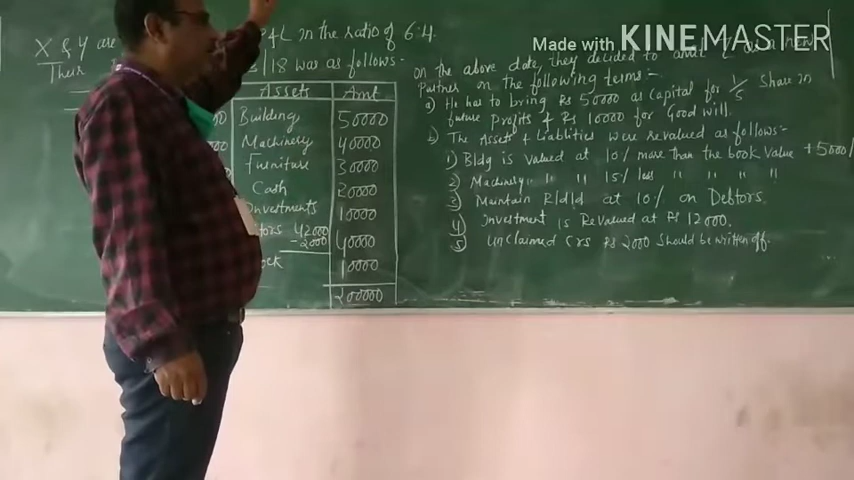 X & Y are P&L in the ratio of 6:4.
Their 18 was as follows:-
Assets Amt
Building 50000
Machinery 40000
Furniture 30000
Cash 20000
Investments 10000
42000
-2000 40000
10000
200000
Made with KINEMASTER
on the above date, they decided to admit Z as a new
Partner on the following terms:-
a) He has to bring Rs 50000 as capital for 1/5 Share in
future Profits & Rs 10000 for Good will.
b) The Assets & Liablities were revalued as follows:-
1) Bldg is valued at 10% more than the book value +5000/
2) Machinery " " 15% less " " " "
3) Maintain R/d/d at 10% on Debtors.
4) Investment is Revalued at Rs 12000.
5) Unclaimed Crs Rs 2000 should be written off.